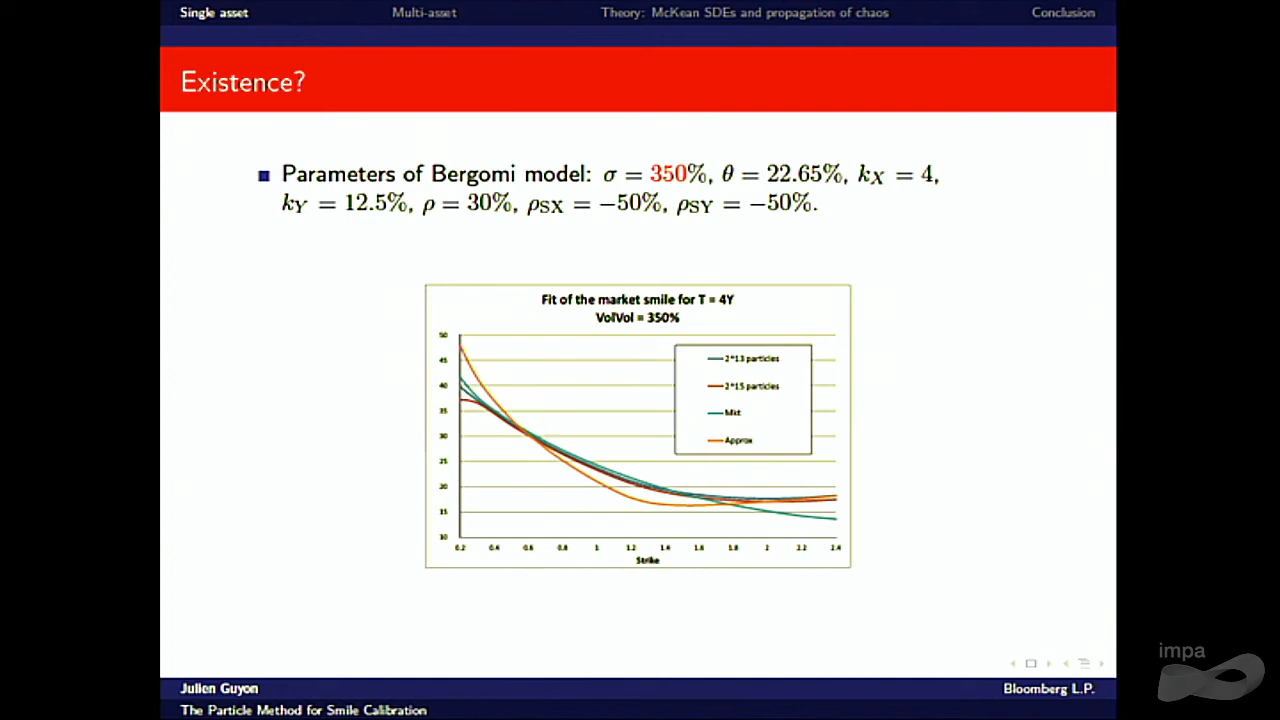 Single asset Multi-asset Theory: McKean SDEs and propagation of chaos Conclusion
Existence?
Parameters of Bergomi model: σ = 350%, θ = 22.65%, kX = 4,
kY = 12.5%, ρ = 30%, ρSX = −50%, ρSY = −50%.
Fit of the market smile for T = 4Y
VolVol = 350%
50
45
40
35
30
25
20
15
10
2^13 particles
2^15 particles
Mkt
Approx
0.2 0.4 0.6 0.8 1 1.2 1.4 1.6 1.8 2 2.2 2.4
Strike
impa
Julien Guyon Bloomberg L.P.
The Particle Method for Smile Calibration